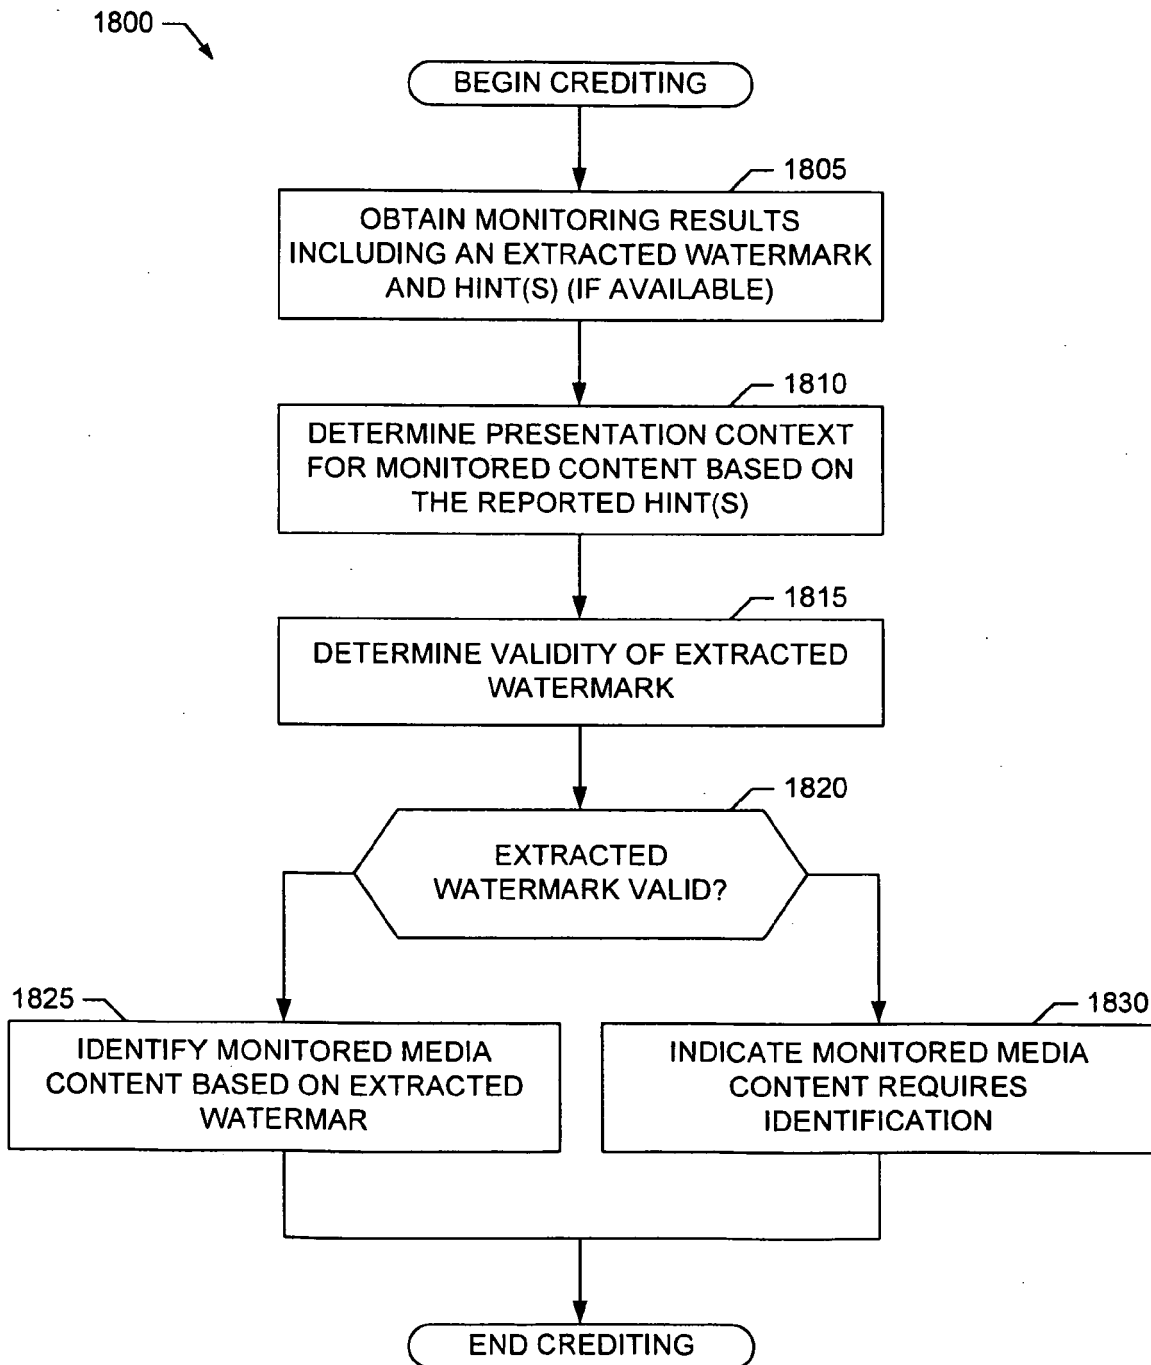 1800
BEGIN CREDITING
1805
OBTAIN MONITORING RESULTS
INCLUDING AN EXTRACTED WATERMARK
AND HINT(S) (IF AVAILABLE)
1810
DETERMINE PRESENTATION CONTEXT
FOR MONITORED CONTENT BASED ON
THE REPORTED HINT(S)
1815
DETERMINE VALIDITY OF EXTRACTED
WATERMARK
1820
EXTRACTED
WATERMARK VALID?
1825
IDENTIFY MONITORED MEDIA
CONTENT BASED ON EXTRACTED
WATERMAR
1830
INDICATE MONITORED MEDIA
CONTENT REQUIRES
IDENTIFICATION
END CREDITING